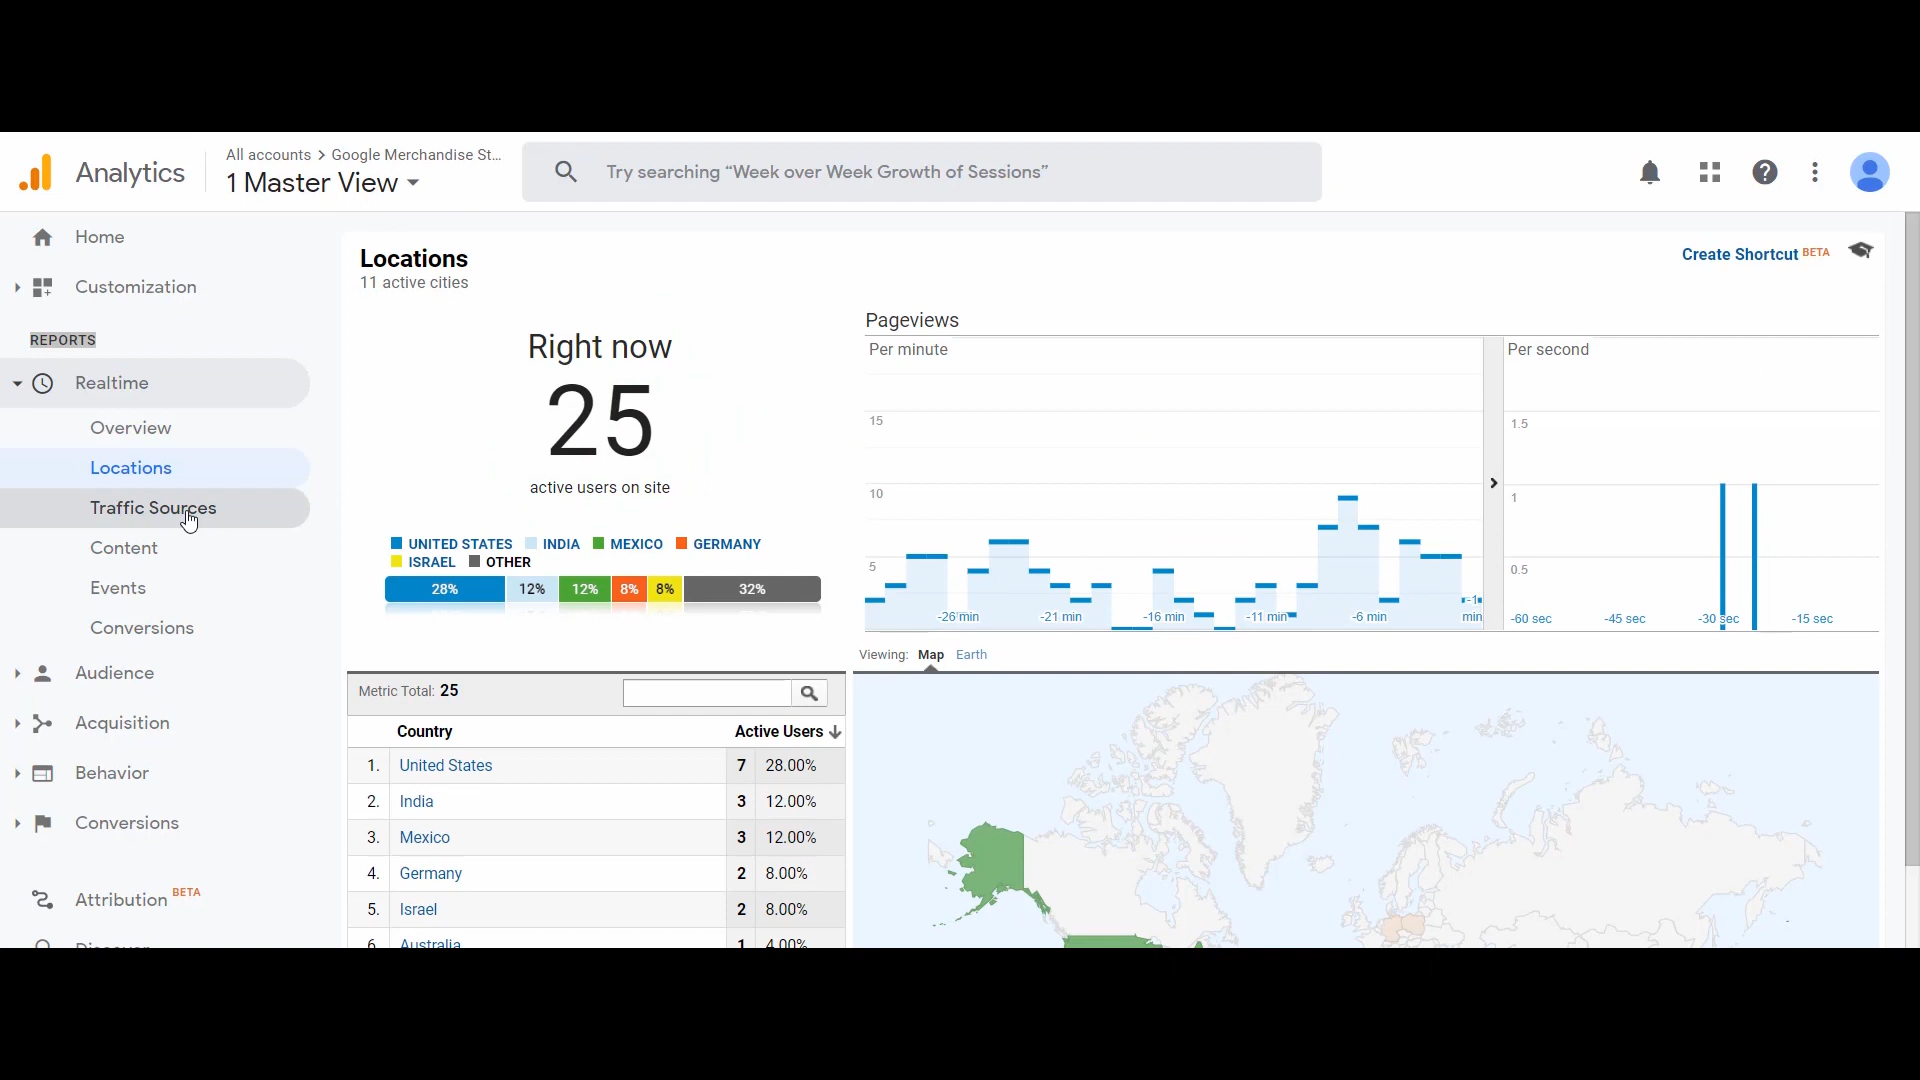 Analytics
All accounts > Google Merchandise St...
1 Master View
Try searching “Week over Week Growth of Sessions”
Home
Customization
REPORTS
Realtime
Overview
Locations
Traffic Sources
Content
Events
Conversions
Audience
Acquisition
Behavior
Conversions
Attribution BETA
Locations
11 active cities
Create Shortcut BETA
Right now
25
active users on site
UNITED STATES INDIA MEXICO GERMANY
ISRAEL OTHER
28% 12% 12% 8% 8% 32%
Pageviews
Per minute
15
10
5
-26 min -21 min -16 min -11 min -6 min -1 min
Per second
1.5
1
0.5
-60 sec -45 sec -30 sec -15 sec
Viewing: Map Earth
Metric Total: 25
Country Active Users
1. United States 7 28.00%
2. India 3 12.00%
3. Mexico 3 12.00%
4. Germany 2 8.00%
5. Israel 2 8.00%
6. Australia 1 4.00%